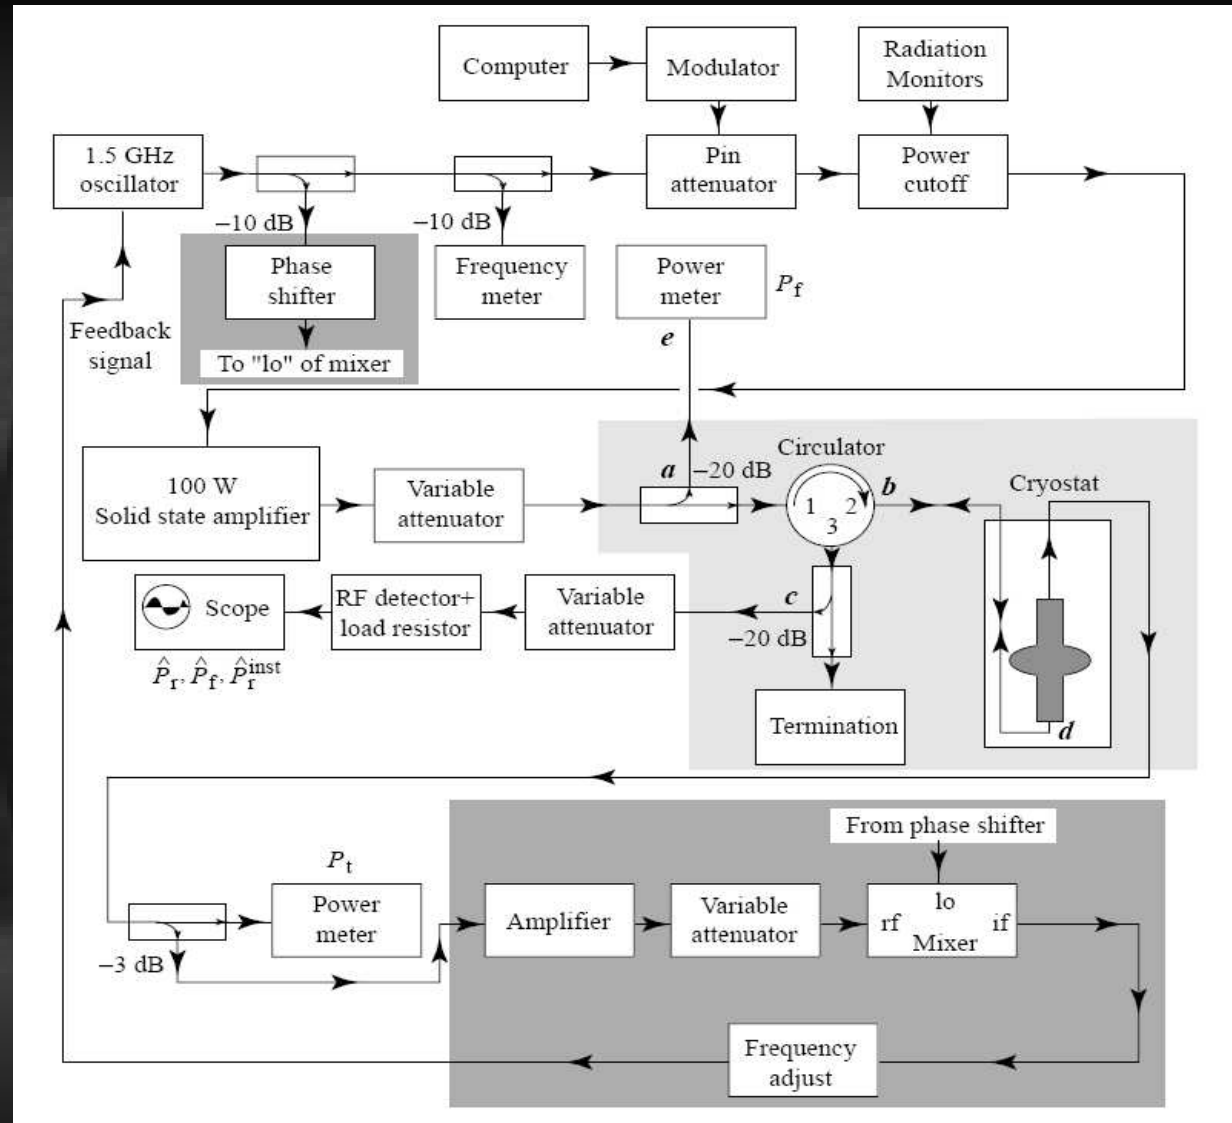 Computer
Modulator
Radiation
Monitors
1.5 GHz
oscillator
Pin
attenuator
Power
cutoff
−10 dB
−10 dB
Phase
shifter
Frequency
meter
Power
meter
P_f
Feedback
signal
To "lo" of mixer
e
100 W
Solid state amplifier
Variable
attenuator
a
−20 dB
Circulator
1
2
3
b
Cryostat
Scope
RF detector+
load resistor
Variable
attenuator
c
−20 dB
P̂_r, P̂_f, P̂_r^inst
Termination
d
From phase shifter
P_t
Power
meter
−3 dB
Amplifier
Variable
attenuator
lo
rf
if
Mixer
Frequency
adjust